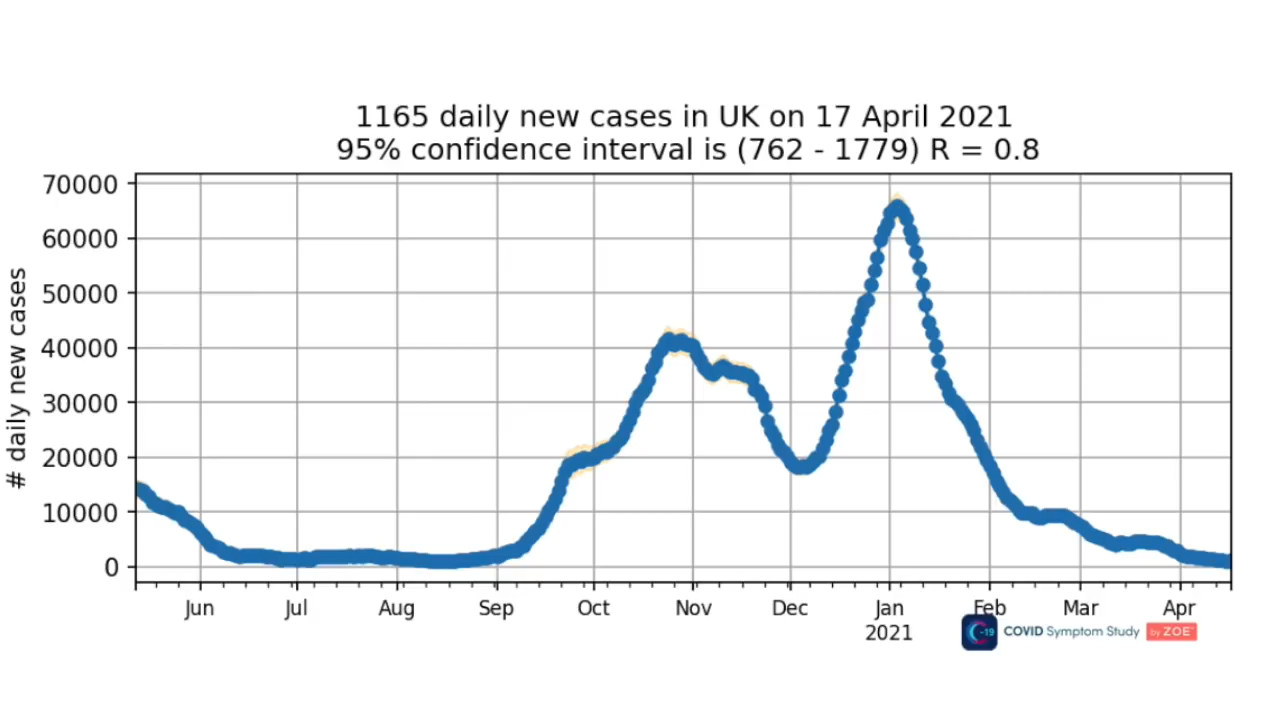 1165 daily new cases in UK on 17 April 2021
95% confidence interval is (762 - 1779) R = 0.8
# daily new cases
70000
60000
50000
40000
30000
20000
10000
0
Jun Jul Aug Sep Oct Nov Dec Jan Feb Mar Apr
2021
C-19 COVID Symptom Study by ZOE